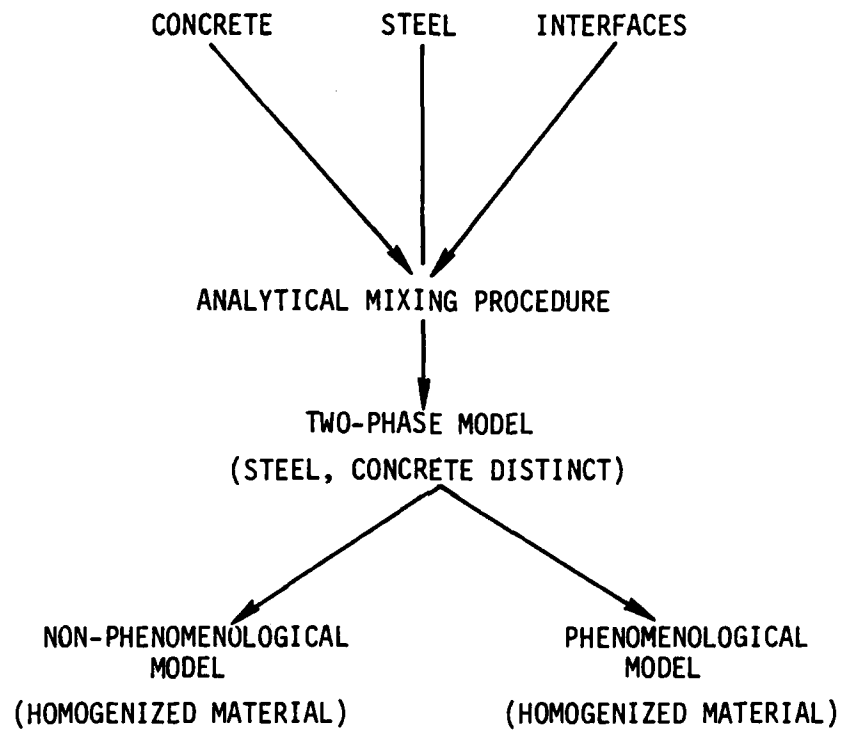 CONCRETE STEEL INTERFACES
ANALYTICAL MIXING PROCEDURE
TWO-PHASE MODEL
(STEEL, CONCRETE DISTINCT)
NON-PHENOMENOLOGICAL
MODEL
(HOMOGENIZED MATERIAL)
PHENOMENOLOGICAL
MODEL
(HOMOGENIZED MATERIAL)